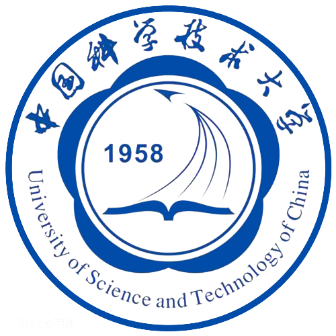 中国科学技术大学
1958
University of Science and Technology of China